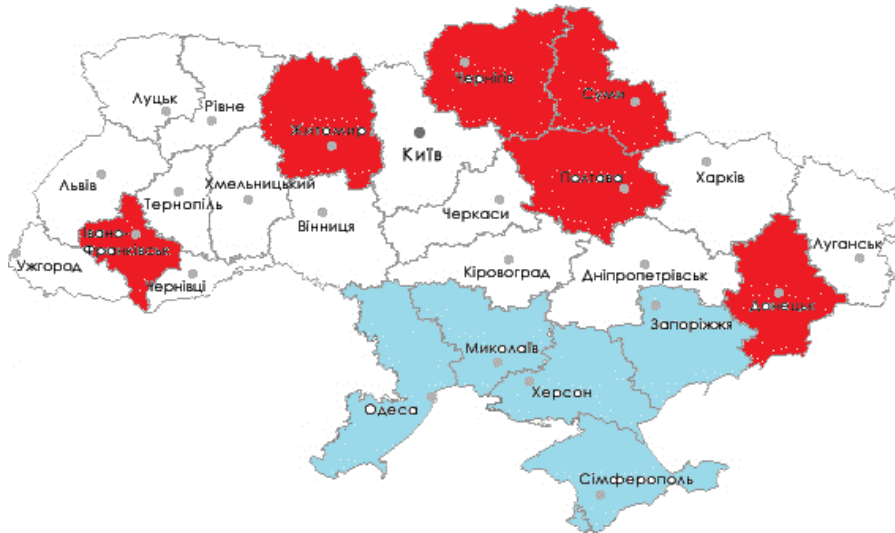 Чернігів
Суми
Луцьк
Рівне
Житомир
Київ
Львів
Тернопіль
Хмельницький
Вінниця
Черкаси
Полтава
Харків
Івано-
Франківськ
Ужгород
Чернівці
Кіровоград
Дніпропетрівськ
Луганськ
Донецьк
Запоріжжя
Миколаїв
Херсон
Одеса
Сімферополь